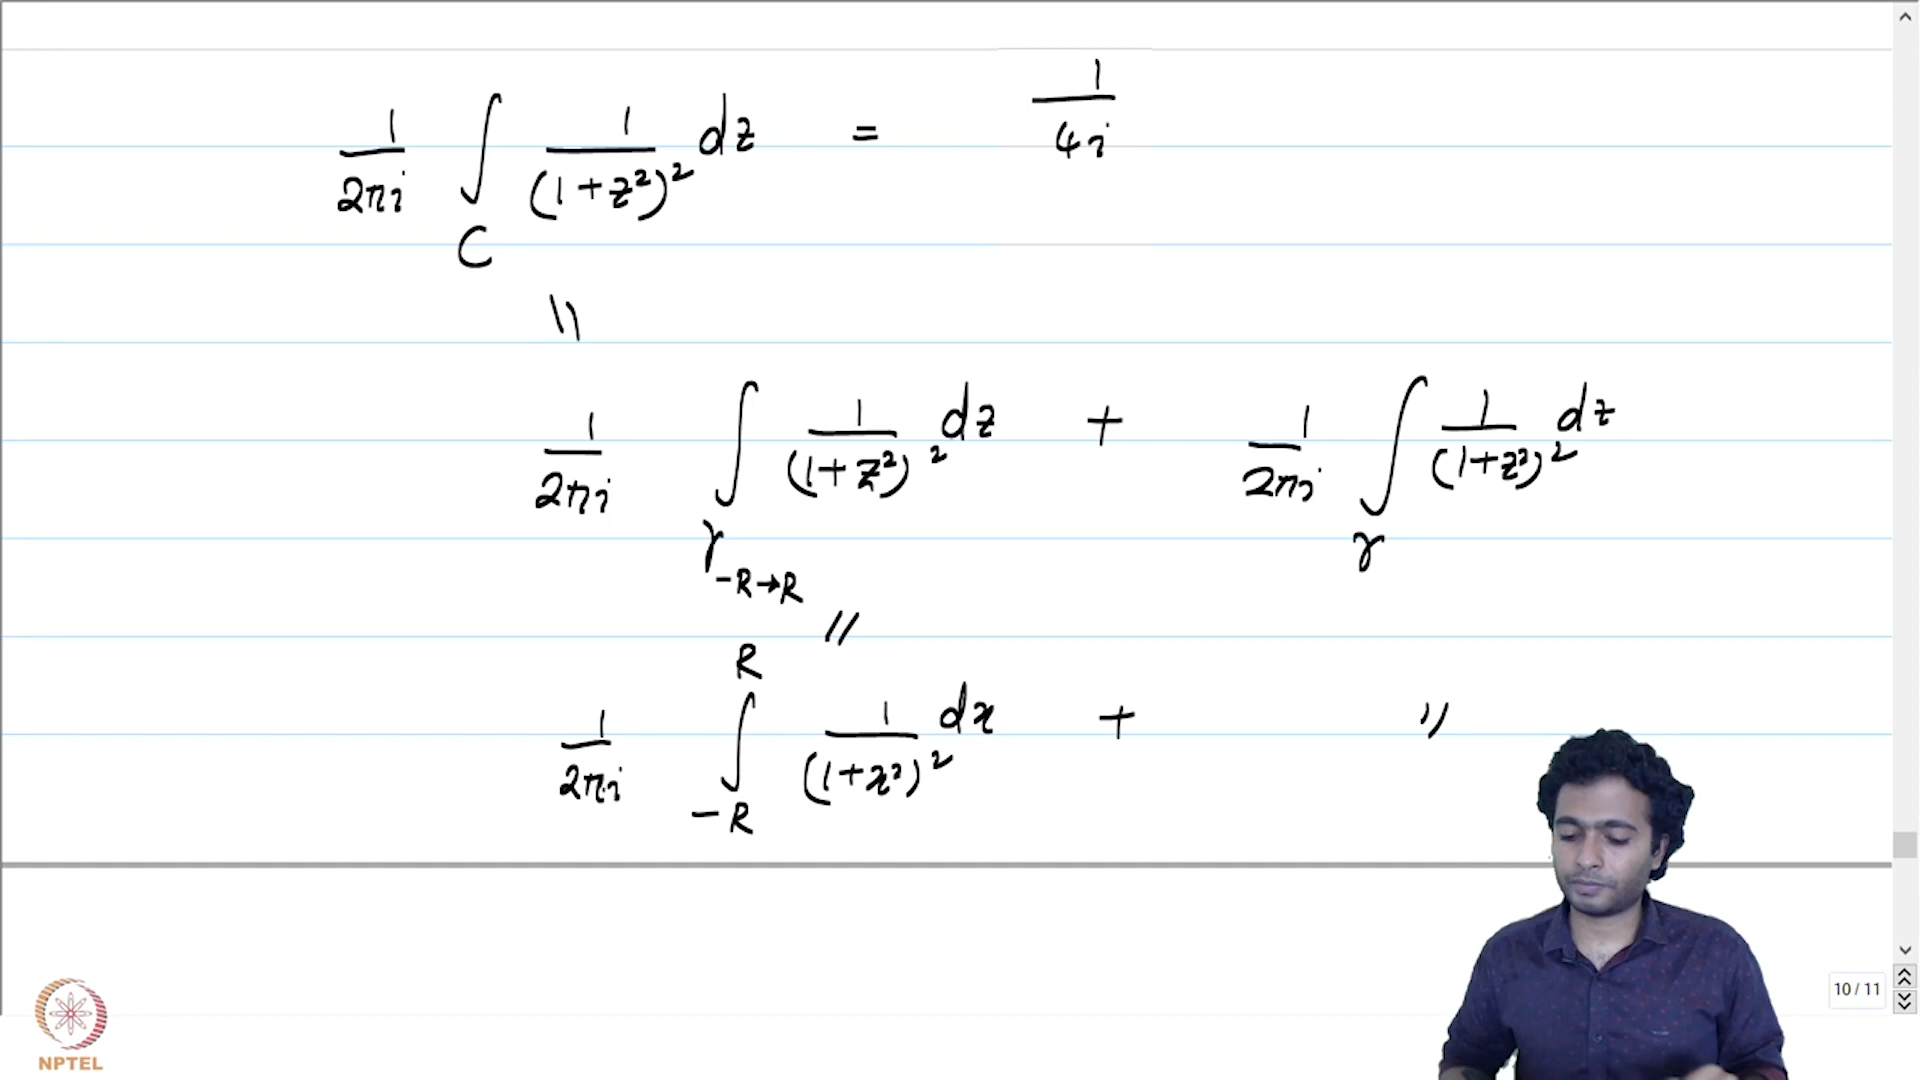 1/2πi ∫_C 1/(1+z²)² dz = 1/4i
||
1/2πi ∫_{γ_{-R→R}} 1/(1+z²)² dz + 1/2πi ∫_γ 1/(1+z²)² dz
||
1/2πi ∫_{-R}^{R} 1/(1+x²)² dx + "
10 / 11
NPTEL